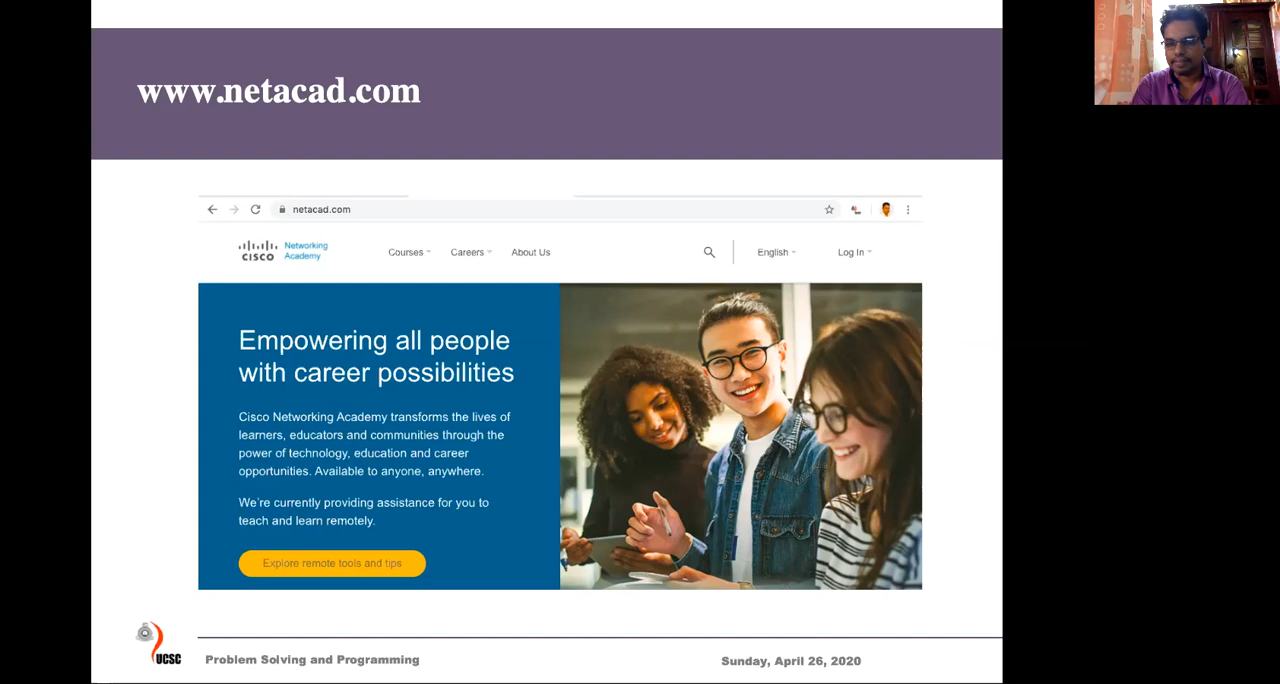 www.netacad.com
netacad.com
CISCO
Networking
Academy
Courses
Careers
About Us
English
Log In
Empowering all people
with career possibilities
Cisco Networking Academy transforms the lives of
learners, educators and communities through the
power of technology, education and career
opportunities. Available to anyone, anywhere.
We're currently providing assistance for you to
teach and learn remotely.
Explore remote tools and tips
UCSC
Problem Solving and Programming
Sunday, April 26, 2020